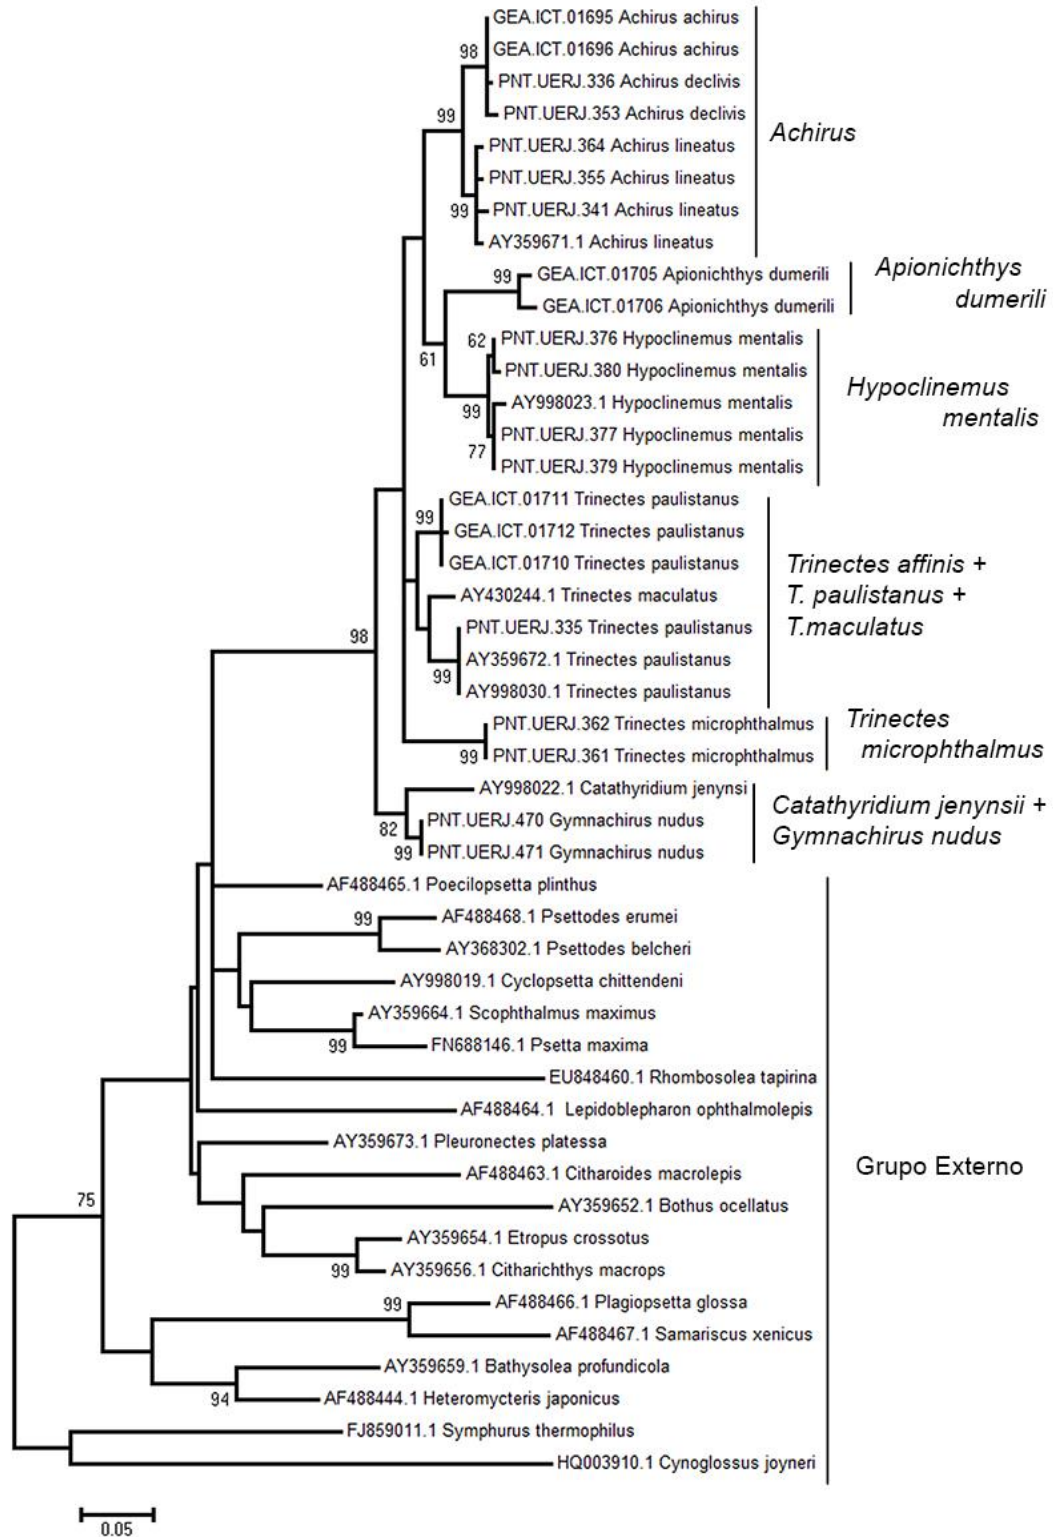 GEA.ICT.01695 Achirus achirus
GEA.ICT.01696 Achirus achirus
98
PNT.UERJ.336 Achirus declivis
PNT.UERJ.353 Achirus declivis
99
Achirus
PNT.UERJ.364 Achirus lineatus
PNT.UERJ.355 Achirus lineatus
99
PNT.UERJ.341 Achirus lineatus
AY359671.1 Achirus lineatus
99
GEA.ICT.01705 Apionichthys dumerili
GEA.ICT.01706 Apionichthys dumerili
Apionichthys
dumerili
62
PNT.UERJ.376 Hypoclinemus mentalis
61
PNT.UERJ.380 Hypoclinemus mentalis
99
AY998023.1 Hypoclinemus mentalis
PNT.UERJ.377 Hypoclinemus mentalis
77
PNT.UERJ.379 Hypoclinemus mentalis
Hypoclinemus
mentalis
GEA.ICT.01711 Trinectes paulistanus
99
GEA.ICT.01712 Trinectes paulistanus
GEA.ICT.01710 Trinectes paulistanus
AY430244.1 Trinectes maculatus
PNT.UERJ.335 Trinectes paulistanus
98
AY359672.1 Trinectes paulistanus
99
AY998030.1 Trinectes paulistanus
Trinectes affinis +
T. paulistanus +
T.maculatus
PNT.UERJ.362 Trinectes microphthalmus
99
PNT.UERJ.361 Trinectes microphthalmus
Trinectes
microphthalmus
AY998022.1 Catathyridium jenynsi
82
PNT.UERJ.470 Gymnachirus nudus
99
PNT.UERJ.471 Gymnachirus nudus
Catathyridium jenynsii +
Gymnachirus nudus
AF488465.1 Poecilopsetta plinthus
99
AF488468.1 Psettodes erumei
AY368302.1 Psettodes belcheri
AY998019.1 Cyclopsetta chittendeni
AY359664.1 Scophthalmus maximus
99
FN688146.1 Psetta maxima
EU848460.1 Rhombosolea tapirina
AF488464.1 Lepidoblepharon ophthalmolepis
AY359673.1 Pleuronectes platessa
Grupo Externo
AF488463.1 Citharoides macrolepis
75
AY359652.1 Bothus ocellatus
AY359654.1 Etropus crossotus
99
AY359656.1 Citharichthys macrops
99
AF488466.1 Plagiopsetta glossa
AF488467.1 Samariscus xenicus
AY359659.1 Bathysolea profundicola
94
AF488444.1 Heteromycteris japonicus
FJ859011.1 Symphurus thermophilus
HQ003910.1 Cynoglossus joyneri
0.05